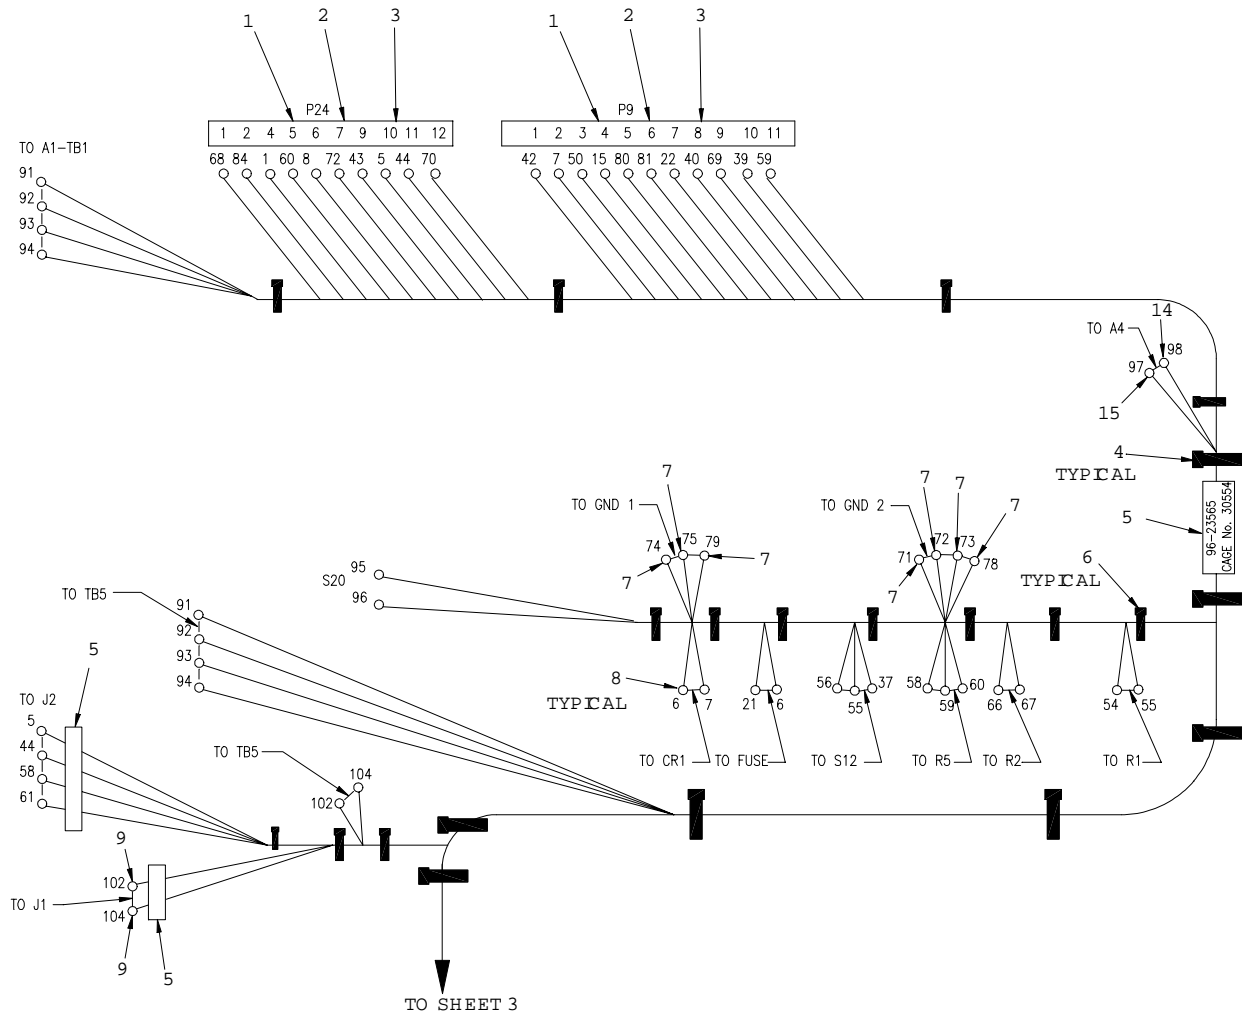 1 2 3 1 2 3
P24 P9
1 2 4 5 6 7 9 10 11 12
1 2 3 4 5 6 7 8 9 10 11
TO A1-TB1
68 84 1 60 8 72 43 5 44 70
42 7 50 15 80 81 22 40 69 39 59
91
92
93
94
14
TO A4
98
97
15
4
TYPICAL
5
96-23565
CAGE No. 30554
7 7 7 7
TO GND 1
TO GND 2
74 75 79
7 7
71 72 73 78
7
6
TYPICAL
95
S20
96
TO TB5
91
92
93
94
5
8
TYPICAL
6 7
21 6
56 55 37
58 59 60
66 67
54 55
TO CR1
TO FUSE
TO S12
TO R5
TO R2
TO R1
TO J2
5
44
58
61
TO TB5
104
102
9
102
TO J1
104
9
5
TO SHEET 3